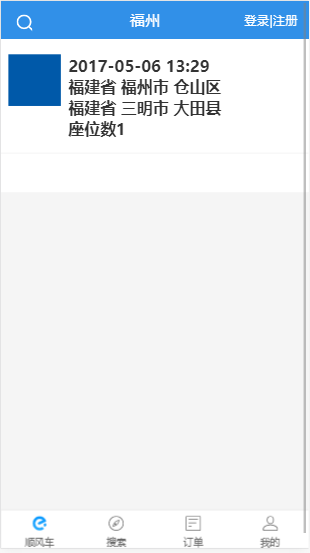 福州
登录|注册
2017-05-06 13:29
福建省 福州市 仓山区
福建省 三明市 大田县
座位数1
顺风车
搜索
订单
我的